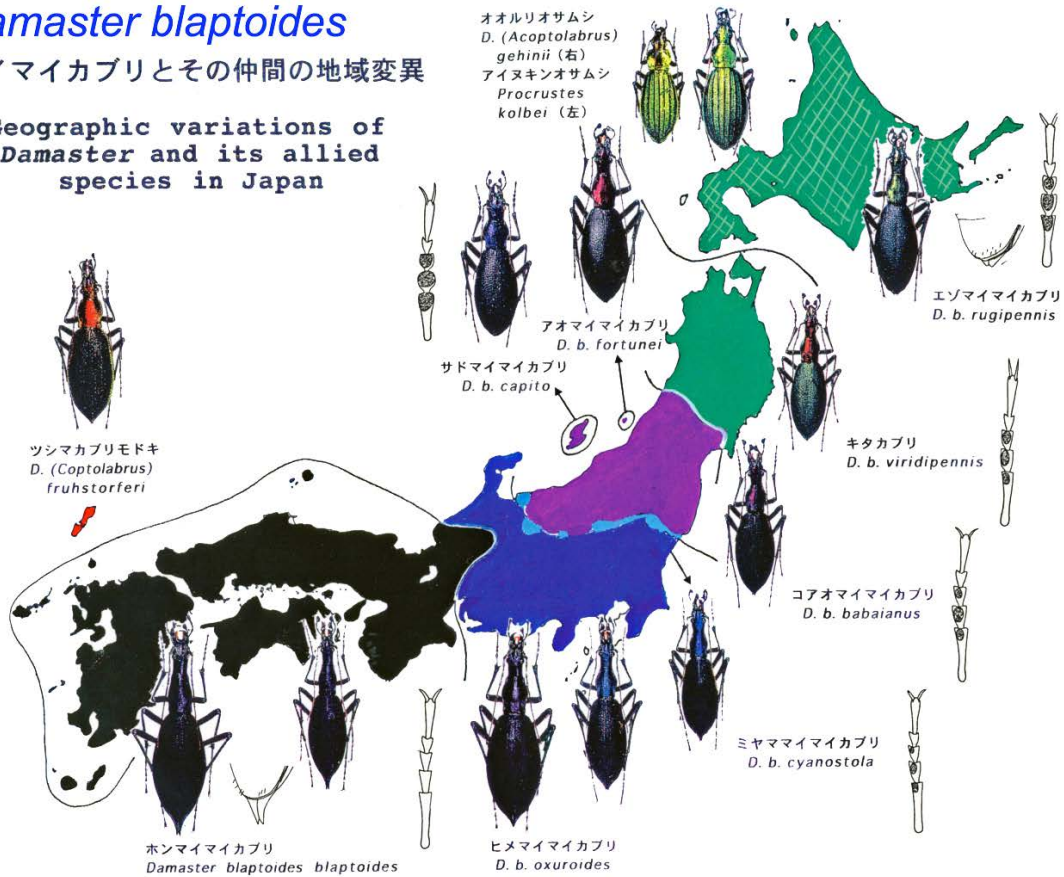 amaster blaptoides
マイカブリとその仲間の地域変異
Geographic variations of
Damaster and its allied
species in Japan
オオルリオサムシ
D. (Acoptolabrus)
gehinii (右)
アイヌキンオサムシ
Procrustes
kolbei (左)
エゾマイマイカブリ
D. b. rugipennis
アオマイマイカブリ
D. b. fortunei
サドマイマイカブリ
D. b. capito
キタカブリ
D. b. viridipennis
ツシマカブリモドキ
D. (Coptolabrus)
fruhstorferi
コアオマイマイカブリ
D. b. babaianus
ミヤママイマイカブリ
D. b. cyanostola
ホンマイマイカブリ
Damaster blaptoides blaptoides
ヒメマイマイカブリ
D. b. oxuroides